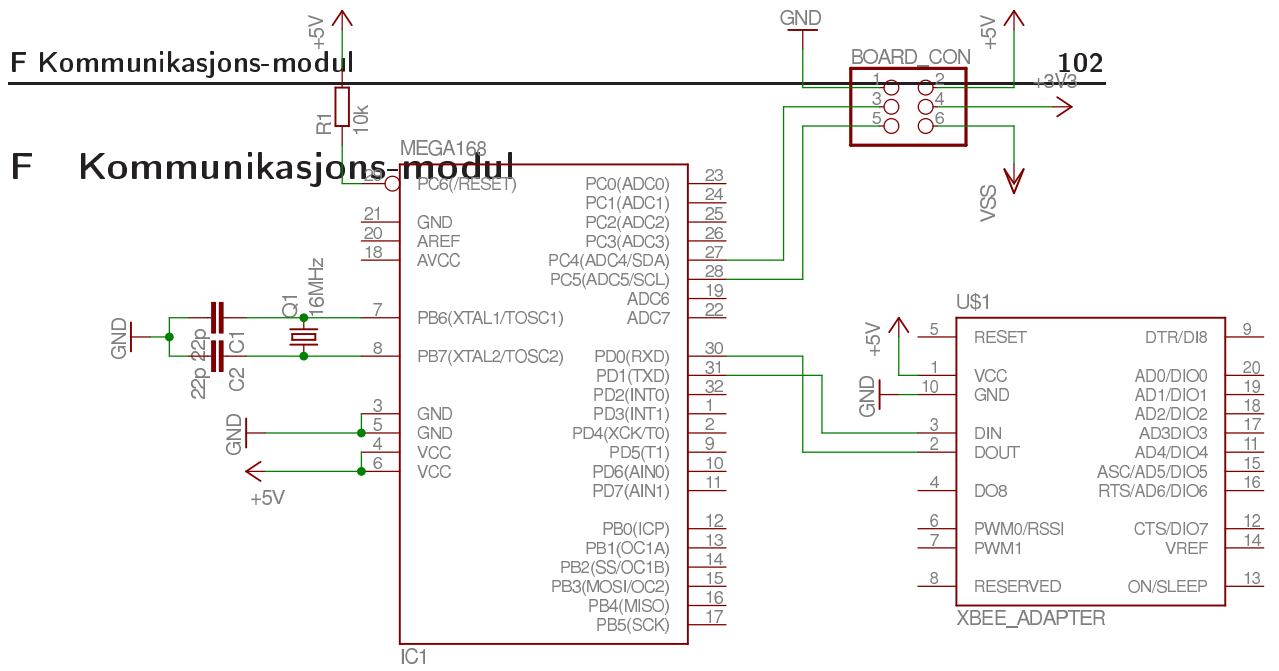 F Kommunikasjons-modul 102
F Kommunikasjons-modul
+5V
R1
10k
GND
BOARD_CON
+5V
+3V3
VSS
1 2
3 4
5 6
MEGA168
29 PC6(/RESET)
21 GND
20 AREF
18 AVCC
7 PB6(XTAL1/TOSC1)
8 PB7(XTAL2/TOSC2)
3 GND
5 GND
4 VCC
6 VCC
PC0(ADC0) 23
PC1(ADC1) 24
PC2(ADC2) 25
PC3(ADC3) 26
PC4(ADC4/SDA) 27
PC5(ADC5/SCL) 28
ADC6 19
ADC7 22
PD0(RXD) 30
PD1(TXD) 31
PD2(INT0) 32
PD3(INT1) 1
PD4(XCK/T0) 2
PD5(T1) 9
PD6(AIN0) 10
PD7(AIN1) 11
PB0(ICP) 12
PB1(OC1A) 13
PB2(SS/OC1B) 14
PB3(MOSI/OC2) 15
PB4(MISO) 16
PB5(SCK) 17
IC1
GND
22p C1
22p C2
Q1
16MHz
GND
+5V
U$1
+5V
GND
5 RESET
1 VCC
10 GND
3 DIN
2 DOUT
4 DO8
6 PWM0/RSSI
7 PWM1
8 RESERVED
DTR/DI8 9
AD0/DIO0 20
AD1/DIO1 19
AD2/DIO2 18
AD3DIO3 17
AD4/DIO4 11
ASC/AD5/DIO5 15
RTS/AD6/DIO6 16
CTS/DIO7 12
VREF 14
ON/SLEEP 13
XBEE_ADAPTER